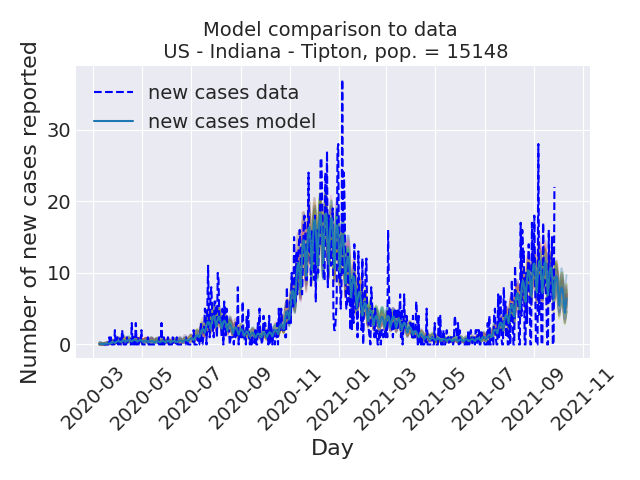 Model comparison to data
US - Indiana - Tipton, pop. = 15148
Number of new cases reported
new cases data
new cases model
30
20
10
0
2020-03
2020-05
2020-07
2020-09
2020-11
2021-01
2021-03
2021-05
2021-07
2021-09
2021-11
Day